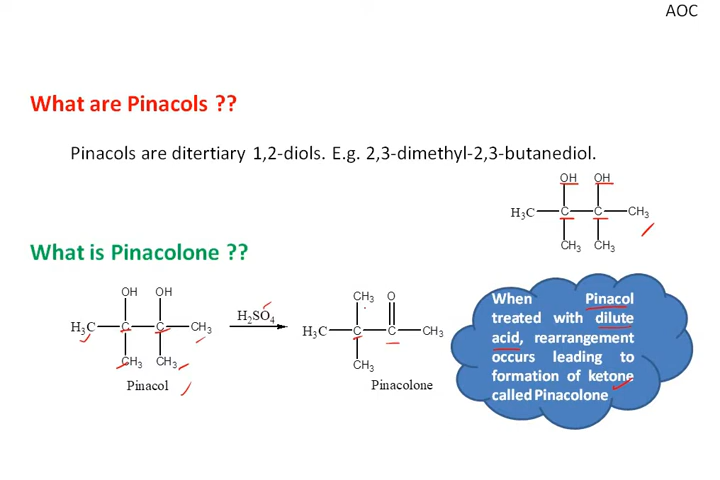 AOC
What are Pinacols ??
Pinacols are ditertiary 1,2-diols. E.g. 2,3-dimethyl-2,3-butanediol.
OH OH
H₃C C C CH₃
CH₃ CH₃
What is Pinacolone ??
OH OH
H₃C C C CH₃
CH₃ CH₃
Pinacol
H₂SO₄
CH₃ O
H₃C C C CH₃
CH₃
Pinacolone
When Pinacol
treated with dilute
acid, rearrangement
occurs leading to
formation of ketone
called Pinacolone